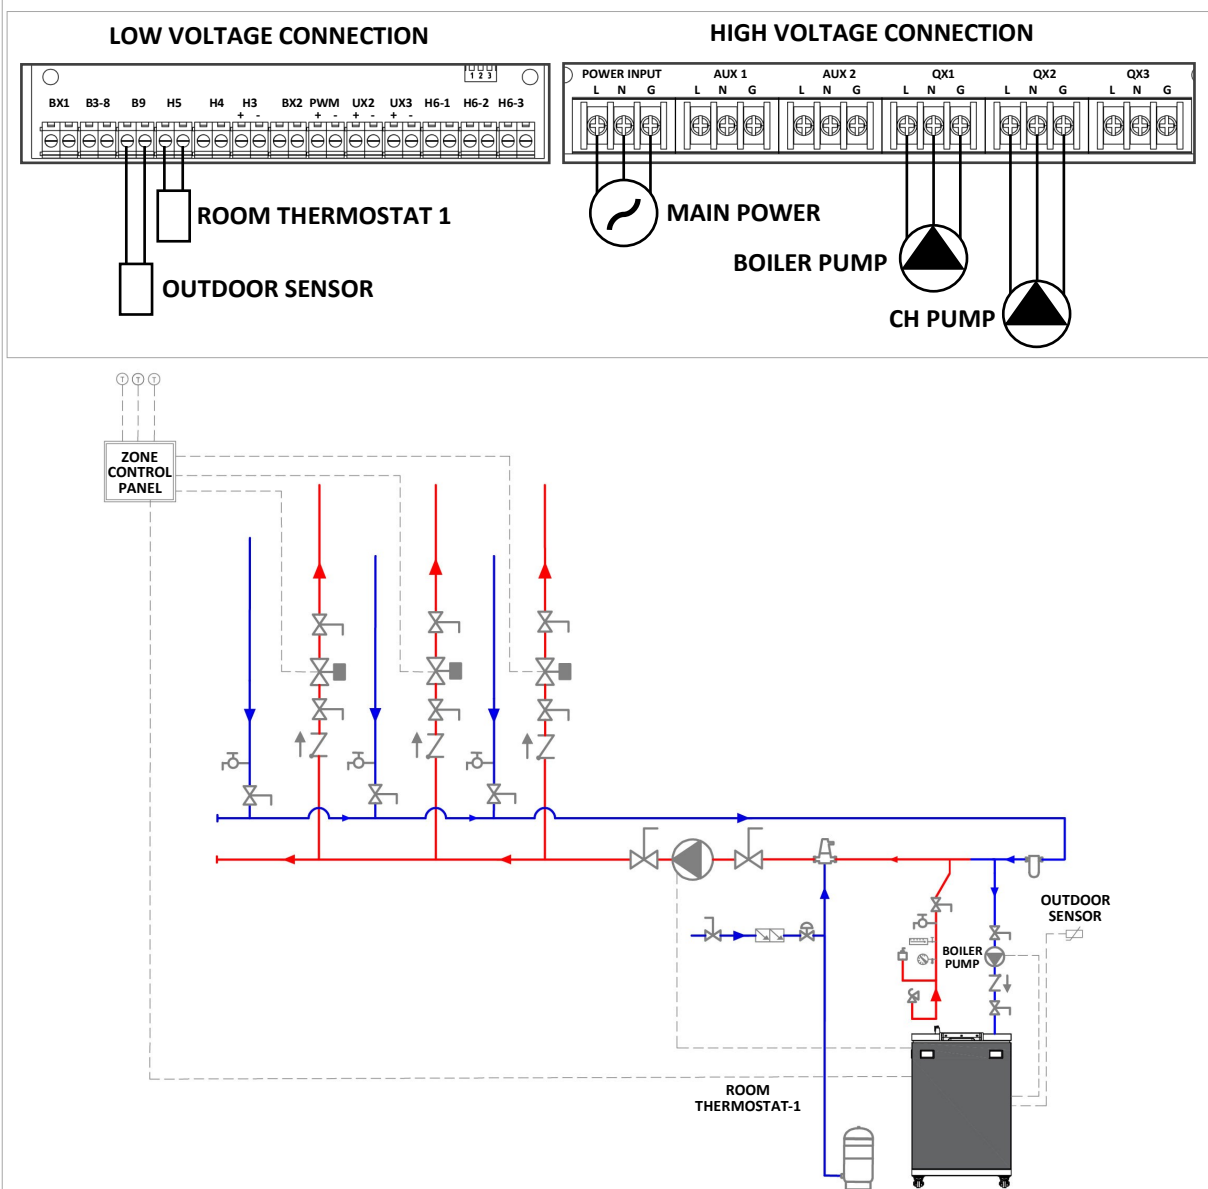 LOW VOLTAGE CONNECTION
HIGH VOLTAGE CONNECTION
1 2 3
BX1 B3-8 B9 H5 H4 H3 BX2 PWM UX2 UX3 H6-1 H6-2 H6-3
+ - + - + - + -
POWER INPUT AUX 1 AUX 2 QX1 QX2 QX3
L N G L N G L N G L N G L N G L N G
ROOM THERMOSTAT 1
OUTDOOR SENSOR
MAIN POWER
BOILER PUMP
CH PUMP
T T T
ZONE
CONTROL
PANEL
OUTDOOR
SENSOR
BOILER
PUMP
ROOM
THERMOSTAT-1